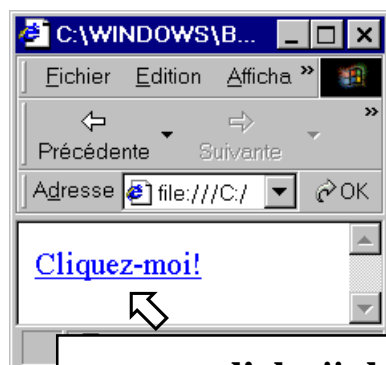 C:\WINDOWS\B...
Fichier Edition Afficha »
Précédente Suivante »
Adresse file:///C:/ OK
Cliquez-moi!